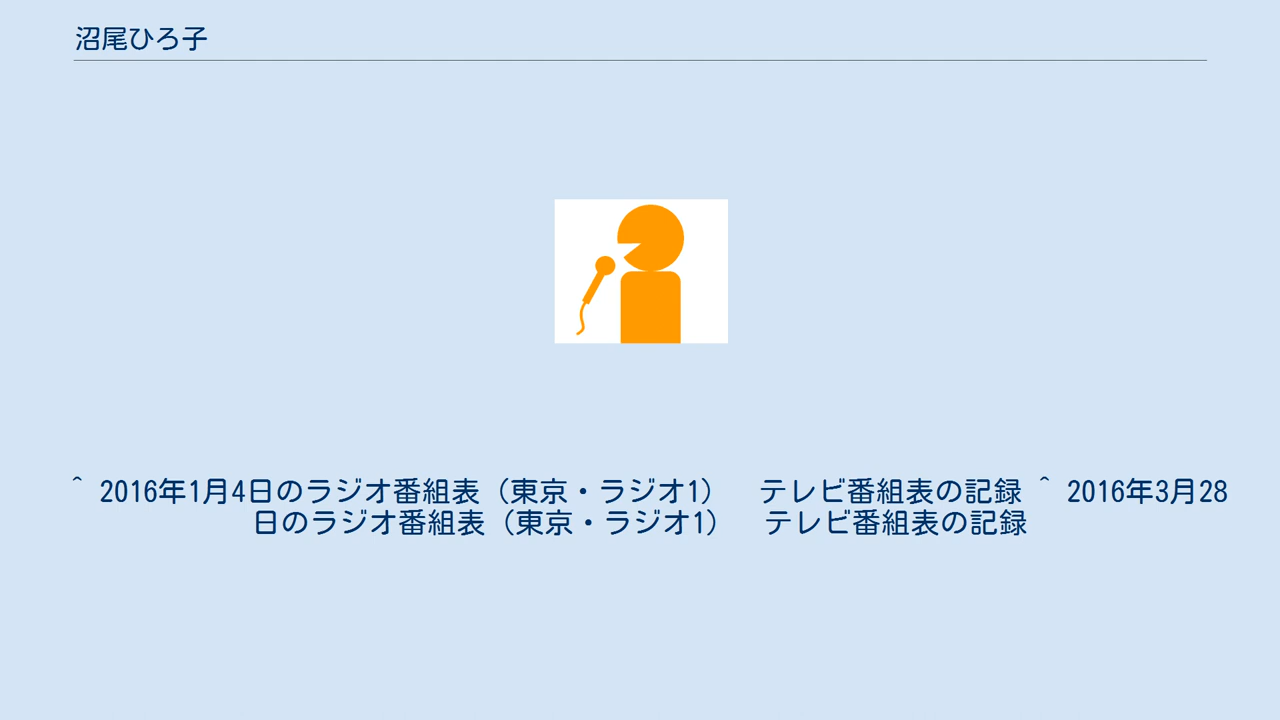 沼尾ひろ子
^ 2016年1月4日のラジオ番組表（東京・ラジオ1）　テレビ番組表の記録 ^ 2016年3月28
日のラジオ番組表（東京・ラジオ1）　テレビ番組表の記録